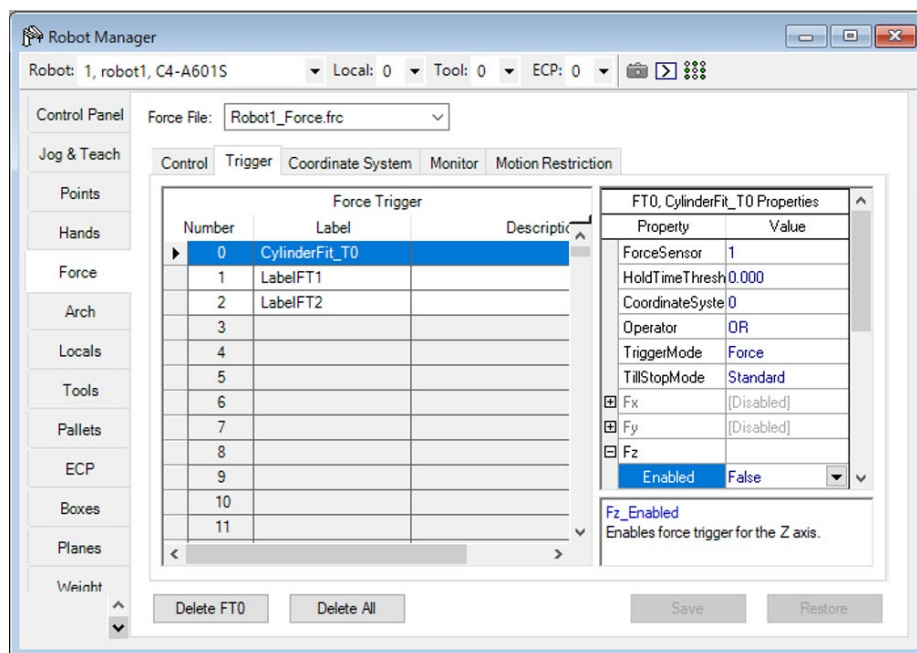 Robot Manager
Robot: 1, robot1, C4-A601S Local: 0 Tool: 0 ECP: 0
Control Panel
Jog & Teach
Points
Hands
Force
Arch
Locals
Tools
Pallets
ECP
Boxes
Planes
Weight
Force File: Robot1_Force.frc
Control Trigger Coordinate System Monitor Motion Restriction
Force Trigger
Number Label Descriptic
0 CylinderFit_T0
1 LabelFT1
2 LabelFT2
3
4
5
6
7
8
9
10
11
FT0, CylinderFit_T0 Properties
Property Value
ForceSensor 1
HoldTimeThresh 0.000
CoordinateSyste 0
Operator OR
TriggerMode Force
TillStopMode Standard
Fx [Disabled]
Fy [Disabled]
Fz
Enabled False
Fz_Enabled
Enables force trigger for the Z axis.
Delete FT0 Delete All Save Restore